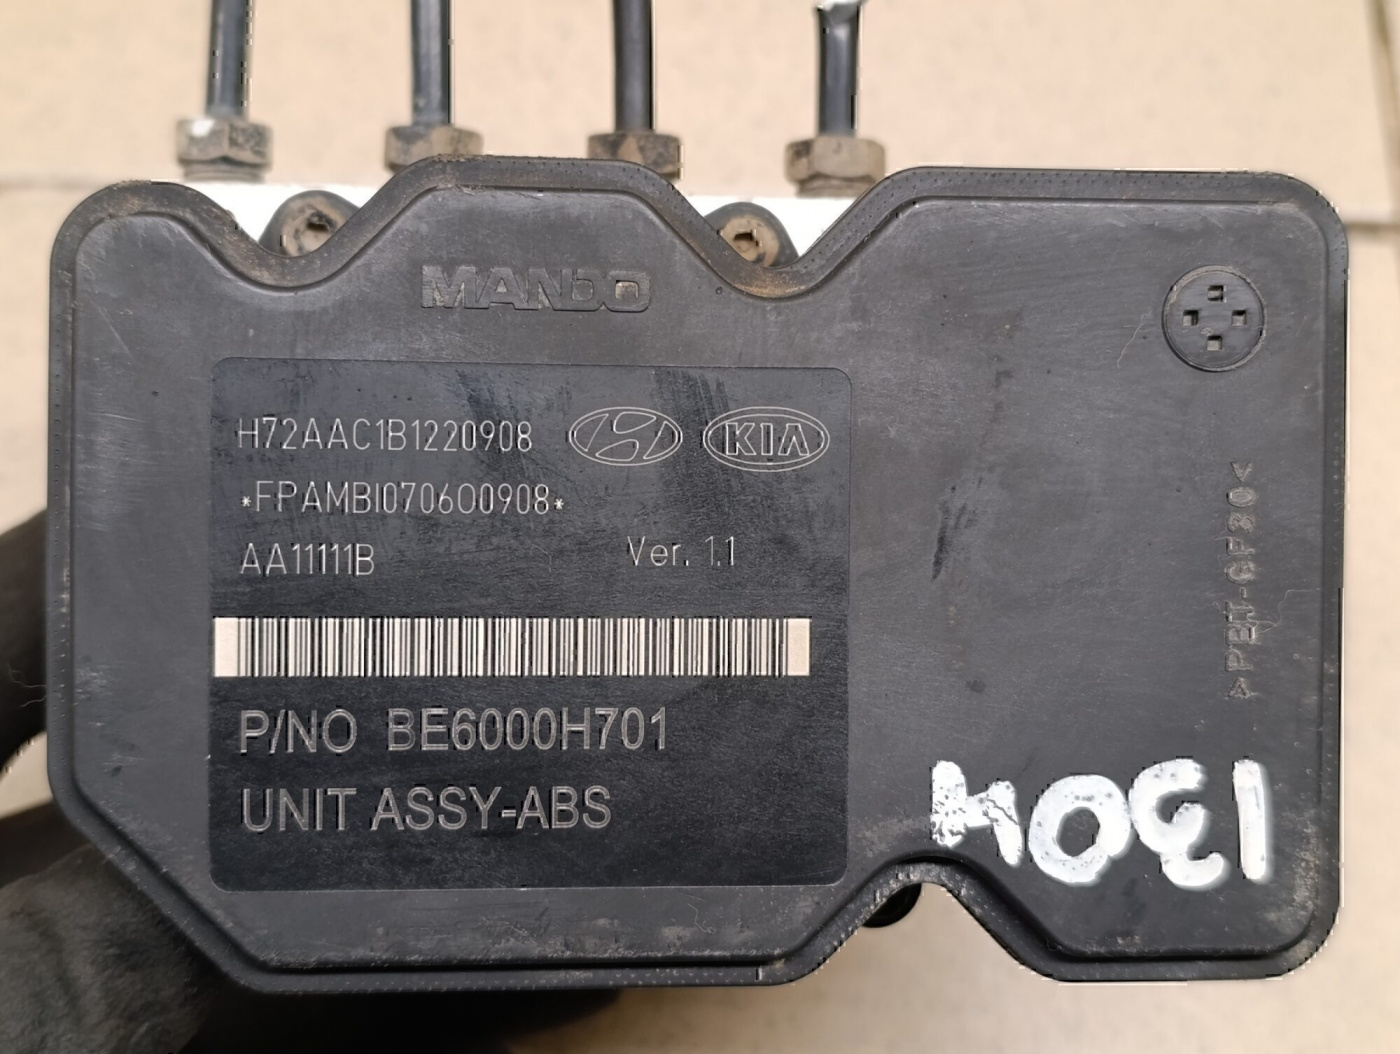 MANDO
H72AAC1B1220908
KIA
*FPAMBI070600908*
AA11111B
Ver. 1.1
P/NO BE6000H701
UNIT ASSY-ABS
>PBT-GF30<
1304